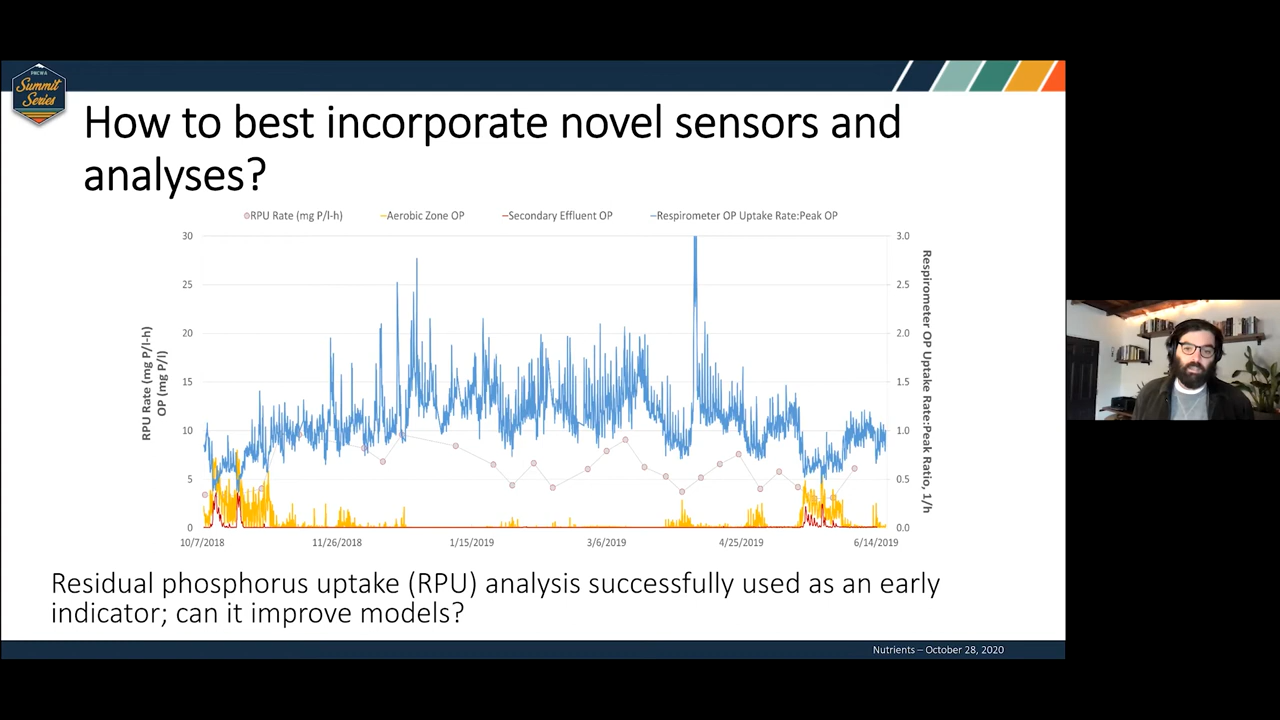 PNCWA
Summit
Series
How to best incorporate novel sensors and
analyses?
RPU Rate (mg P/l-h)
Aerobic Zone OP
Secondary Effluent OP
Respirometer OP Uptake Rate:Peak OP
30
25
20
15
10
5
0
3.0
2.5
2.0
1.5
1.0
0.5
0.0
RPU Rate (mg P/l-h)
OP (mg P/l)
Respirometer OP Uptake Rate:Peak Ratio, 1/h
10/7/2018
11/26/2018
1/15/2019
3/6/2019
4/25/2019
6/14/2019
Residual phosphorus uptake (RPU) analysis successfully used as an early
indicator; can it improve models?
Nutrients – October 28, 2020